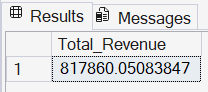 Results Messages
Total_Revenue
1 817860.05083847